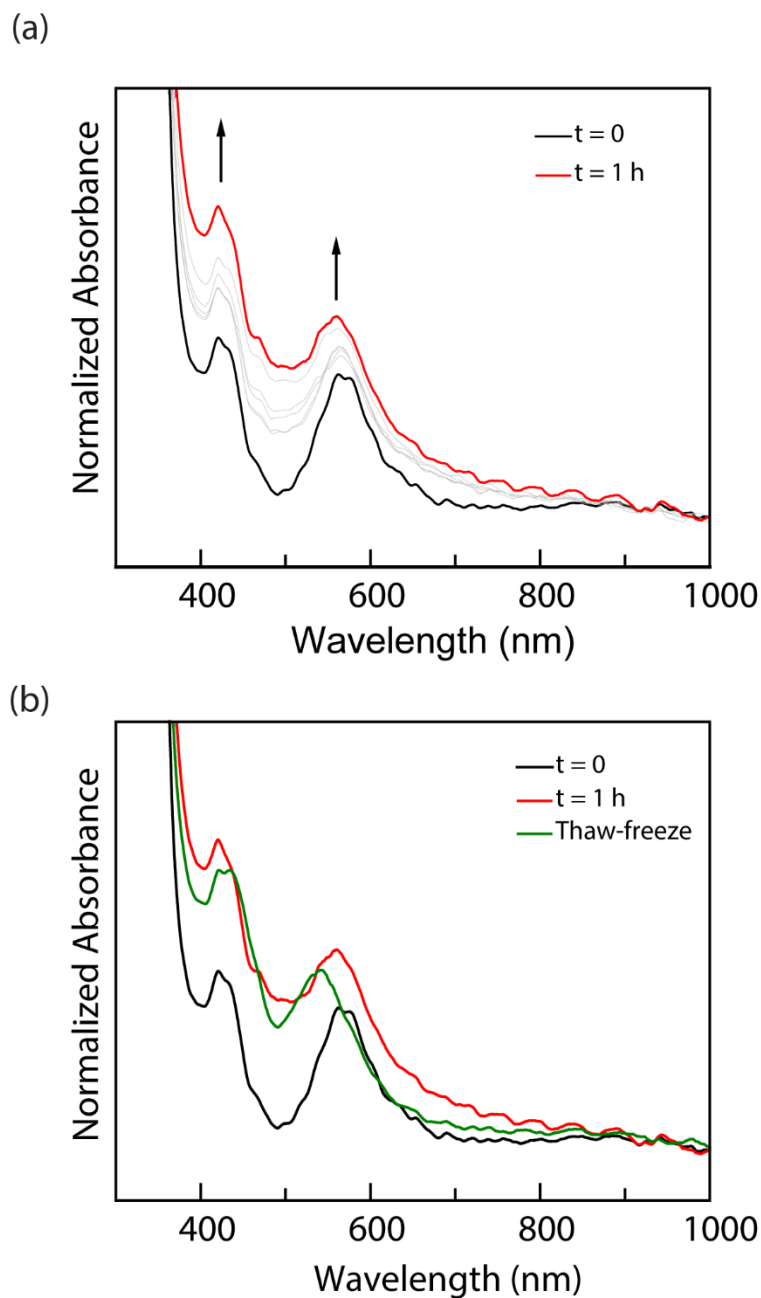 (a)
Normalized Absorbance
t = 0
t = 1 h
400
600
800
1000
Wavelength (nm)
(b)
Normalized Absorbance
t = 0
t = 1 h
Thaw-freeze
400
600
800
1000
Wavelength (nm)